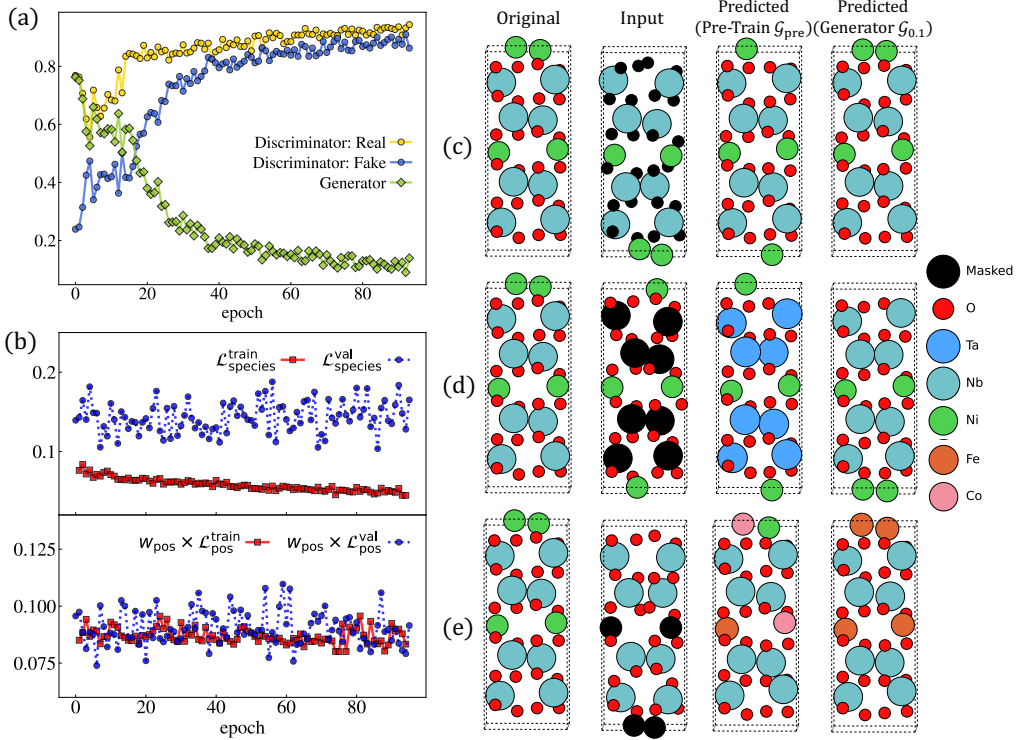 (a)
0.8
0.6
0.4
0.2
Discriminator: Real
Discriminator: Fake
Generator
0 20 40 60 80
epoch
(b)
ℒ^train_species ℒ^val_species
0.2
0.1
w_pos × ℒ^train_pos w_pos × ℒ^val_pos
0.125
0.100
0.075
0 20 40 60 80
epoch
Original Input Predicted (Pre-Train 𝒢_pre) Predicted (Generator 𝒢_0.1)
(c)
(d)
(e)
Masked
O
Ta
Nb
Ni
Fe
Co